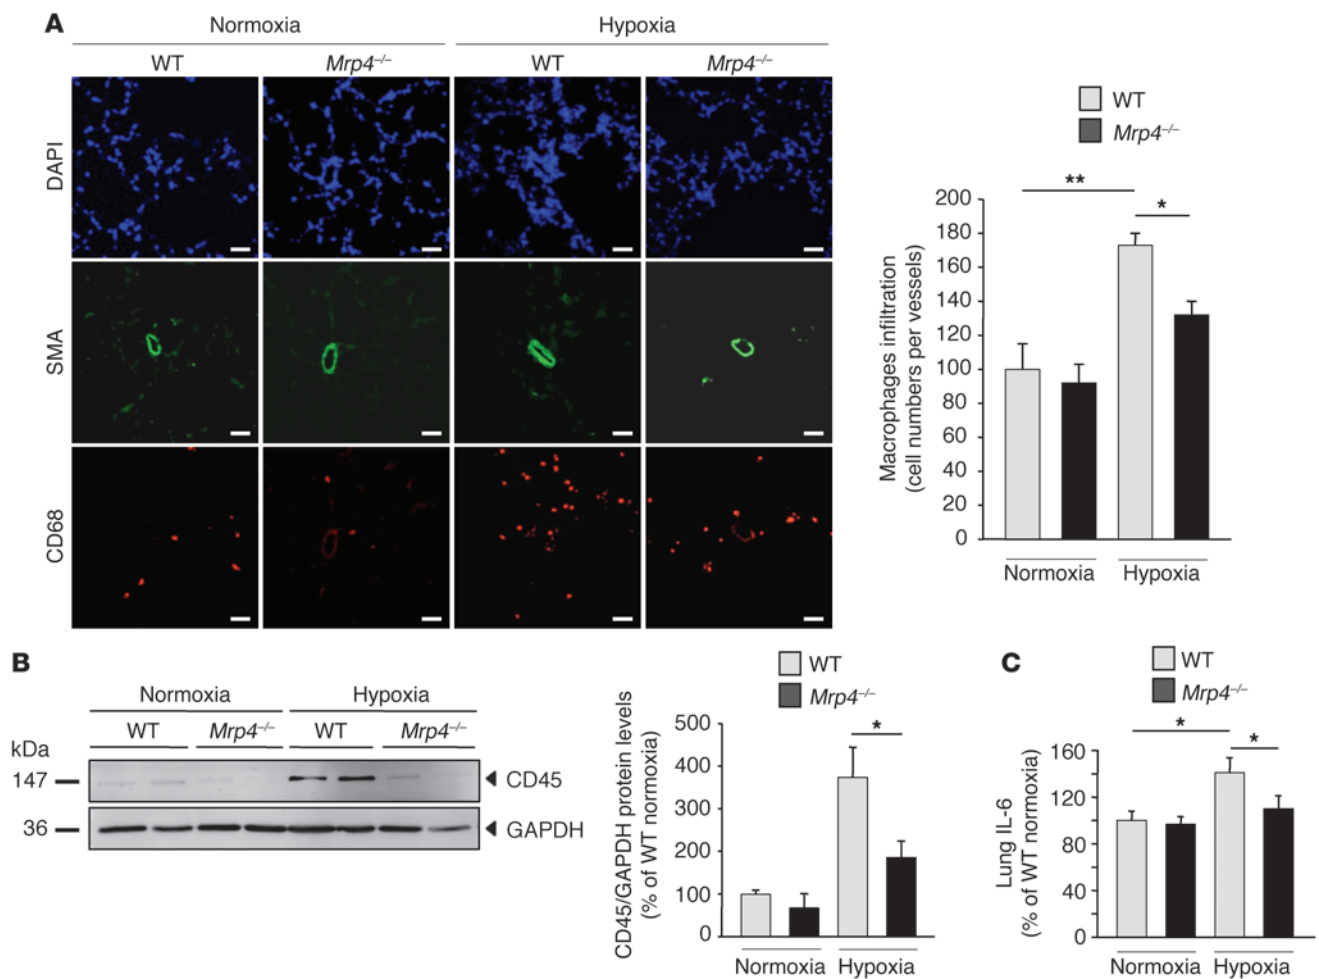 A
Normoxia Hypoxia
WT Mrp4–/– WT Mrp4–/–
DAPI
SMA
CD68
WT
Mrp4–/–
Macrophages infiltration
(cell numbers per vessels)
200
180
160
140
120
100
80
60
40
20
0
**
*
Normoxia Hypoxia
B
Normoxia Hypoxia
WT Mrp4–/– WT Mrp4–/–
kDa
147 CD45
36 GAPDH
WT
Mrp4–/–
CD45/GAPDH protein levels
(% of WT normoxia)
500
400
300
200
100
0
*
Normoxia Hypoxia
C
WT
Mrp4–/–
Lung IL-6
(% of WT normoxia)
160
120
80
40
0
*
*
Normoxia Hypoxia